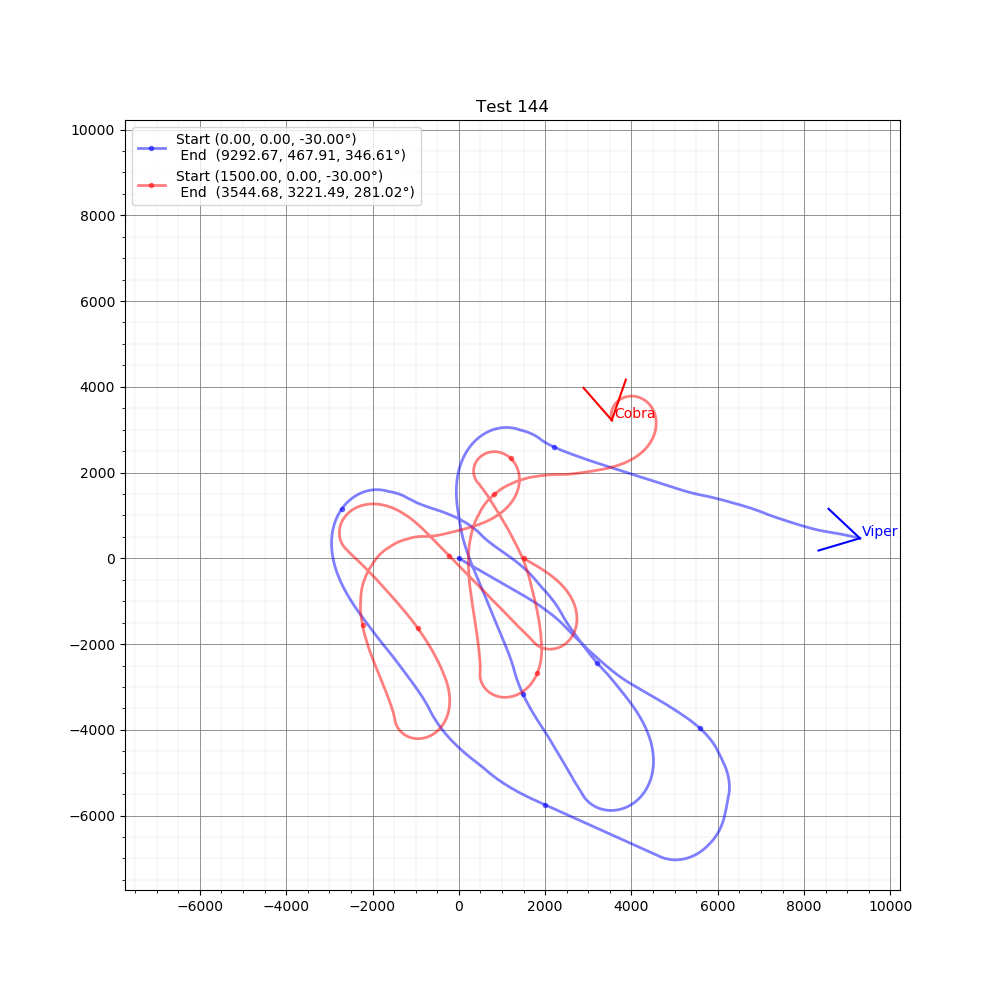 Test 144
Start (0.00, 0.00, -30.00°)
End (9292.67, 467.91, 346.61°)
Start (1500.00, 0.00, -30.00°)
End (3544.68, 3221.49, 281.02°)
10000
8000
6000
4000
2000
0
−2000
−4000
−6000
Cobra
Viper
−6000 −4000 −2000 0 2000 4000 6000 8000 10000